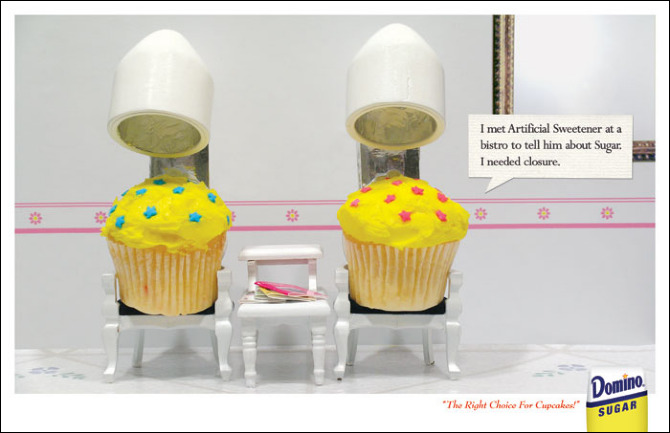 I met Artificial Sweetener at a
bistro to tell him about Sugar.
I needed closure.
"The Right Choice For Cupcakes!"
Domino®
SUGAR